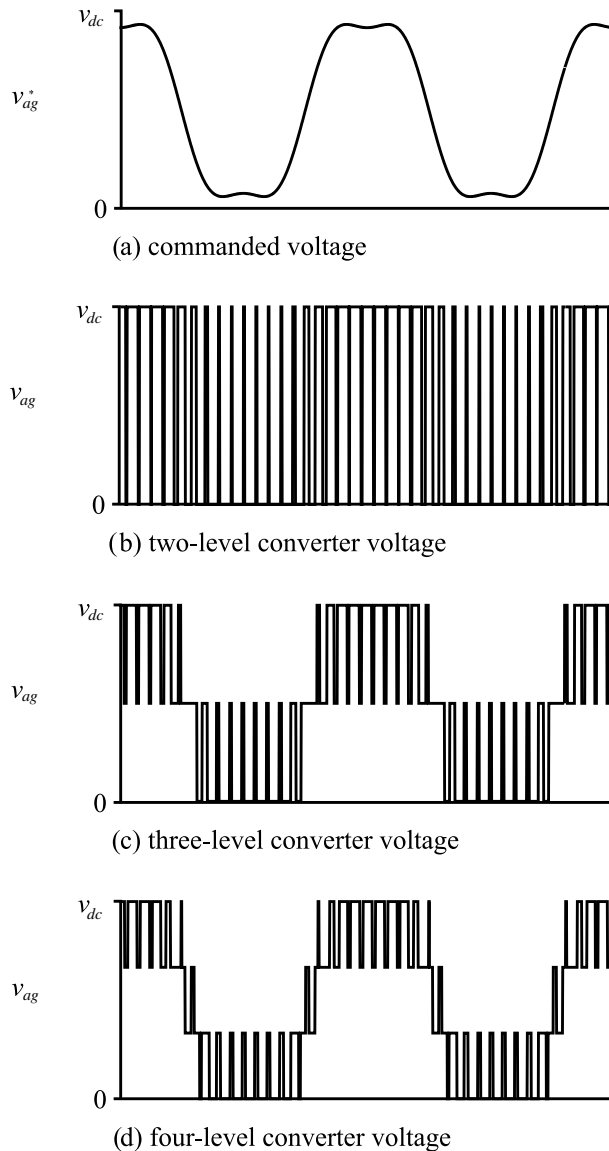 v_dc
v_ag^*
0
(a) commanded voltage
v_dc
v_ag
0
(b) two-level converter voltage
v_dc
v_ag
0
(c) three-level converter voltage
v_dc
v_ag
0
(d) four-level converter voltage